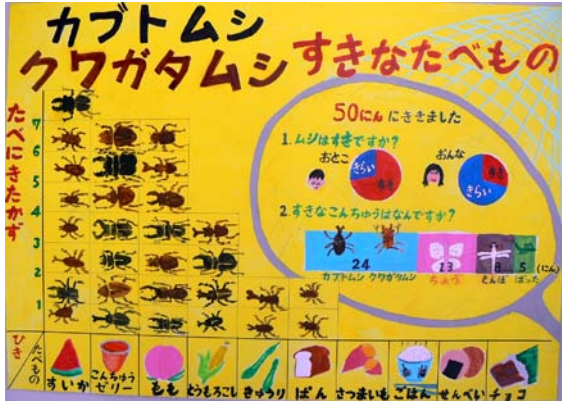 カブトムシ
クワガタムシ すきなたべもの
50にんにききました
1.ムシはすきですか?
おとこ
きらい
すき
おんな
すき
きらい
2.すきなこんちゅうはなんですか?
24
13
8
5
(にん)
カブトムシ クワガタムシ
ちょう
とんぼ
ばった
たべにきたかず
7
6
5
4
3
2
1
ひき
たべもの
すいか
こんちゅう
ゼリー
もも
とうもろこし
きゅうり
ぱん
さつまいも
ごはん
せんべい
チョコ